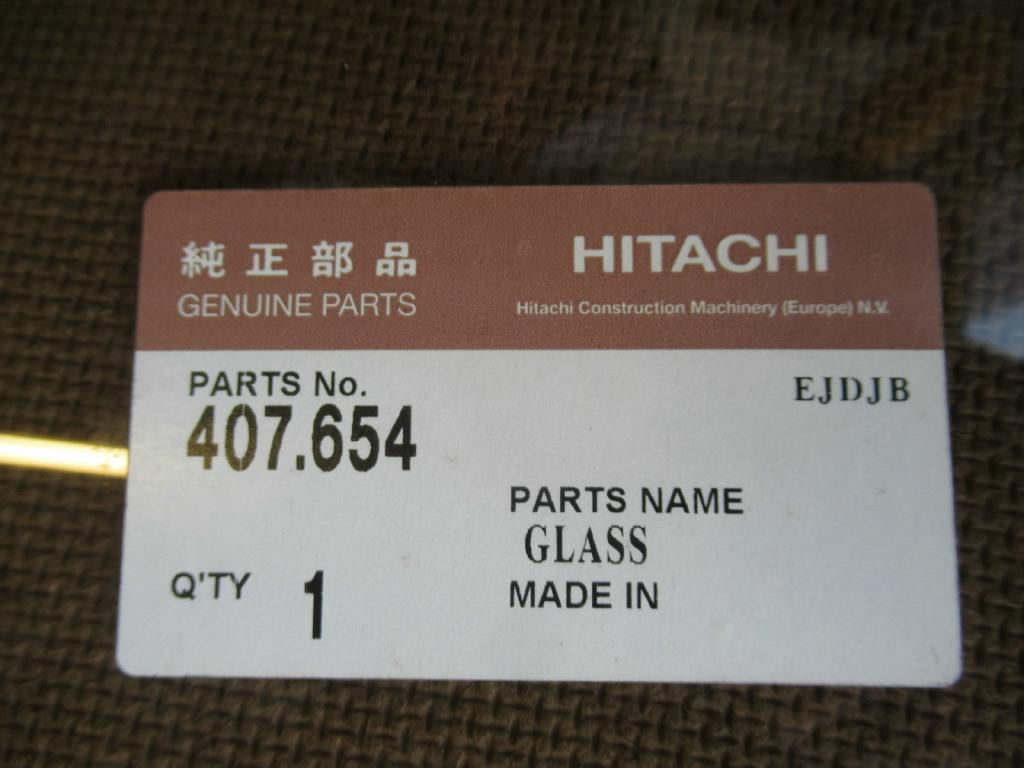 純正部品
GENUINE PARTS
HITACHI
Hitachi Construction Machinery (Europe) N.V.
PARTS No.
407.654
EJDJB
PARTS NAME
GLASS
Q'TY 1
MADE IN